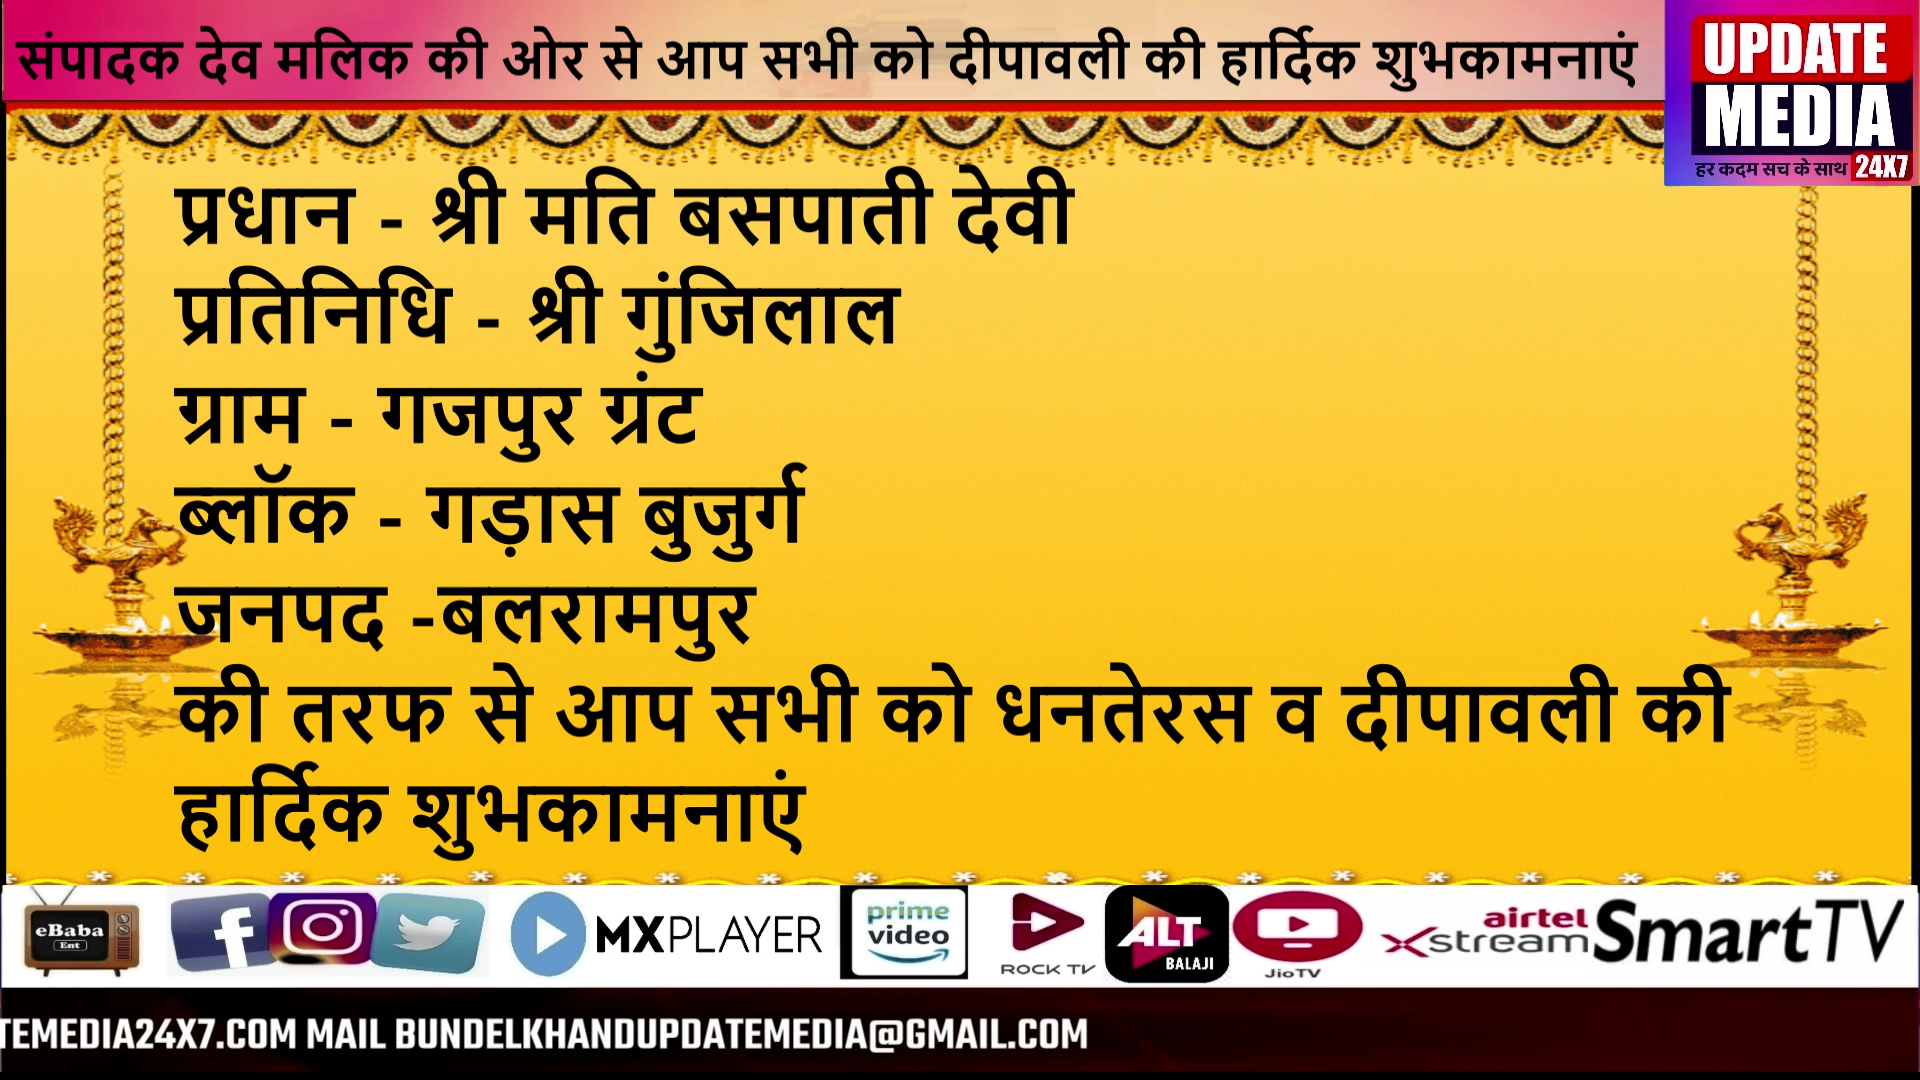 संपादक देव मलिक की ओर से आप सभी को दीपावली की हार्दिक शुभकामनाएं
UPDATE
MEDIA
हर कदम सच के साथ 24X7
प्रधान - श्री मति बसपाती देवी
प्रतिनिधि - श्री गुंजिलाल
ग्राम - गजपुर ग्रंट
ब्लॉक - गड़ास बुजुर्ग
जनपद -बलरामपुर
की तरफ से आप सभी को धनतेरस व दीपावली की
हार्दिक शुभकामनाएं
eBaba
Ent
f
MXPLAYER
prime
video
ROCK TV
ALT
BALAJI
JioTV
airtel
xstream
SmartTV
TEMEDIA24X7.COM MAIL BUNDELKHANDUPDATEMEDIA@GMAIL.COM